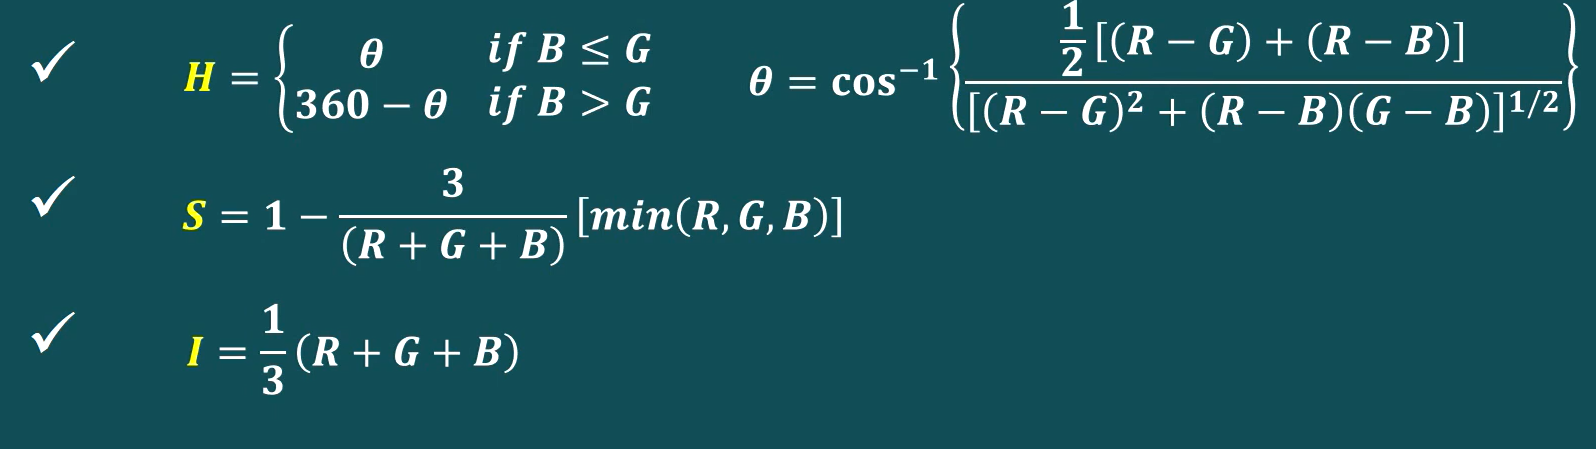 ✓ H = { θ if B ≤ G
360 − θ if B > G
θ = cos⁻¹ { ½[(R − G) + (R − B)] / [(R − G)² + (R − B)(G − B)]^1/2 }
✓ S = 1 − 3/(R + G + B) [min(R, G, B)]
✓ I = 1/3 (R + G + B)